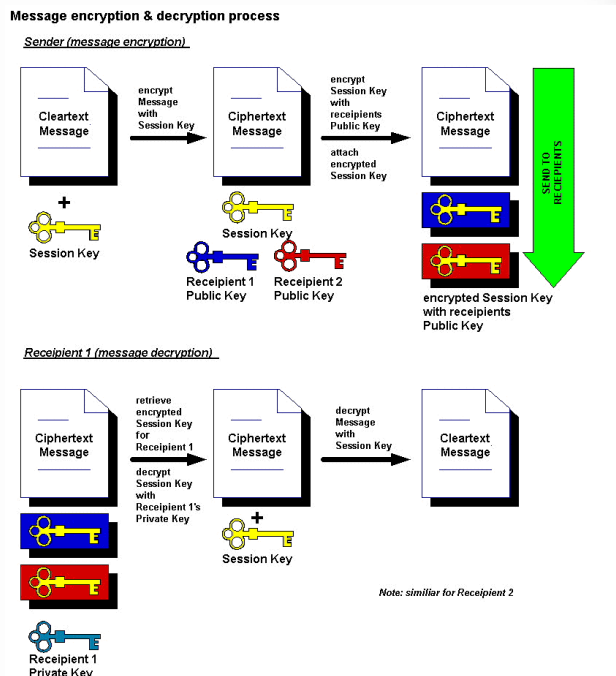 Message encryption & decryption process
Sender (message encryption)
Cleartext
Message
+
Session Key
encrypt
Message
with
Session Key
Ciphertext
Message
Session Key
Receipient 1
Public Key
Receipient 2
Public Key
encrypt
Session Key
with
receipients
Public Key
attach
encrypted
Session Key
Ciphertext
Message
encrypted Session Key
with receipients
Public Key
SEND TO
RECIEPIENTS
Receipient 1 (message decryption)
Ciphertext
Message
Receipient 1
Private Key
retrieve
encrypted
Session Key
for
Receipient 1
decrypt
Session Key
with
Receipient 1's
Private Key
Ciphertext
Message
+
Session Key
decrypt
Message
with
Session Key
Cleartext
Message
Note: similiar for Receipient 2